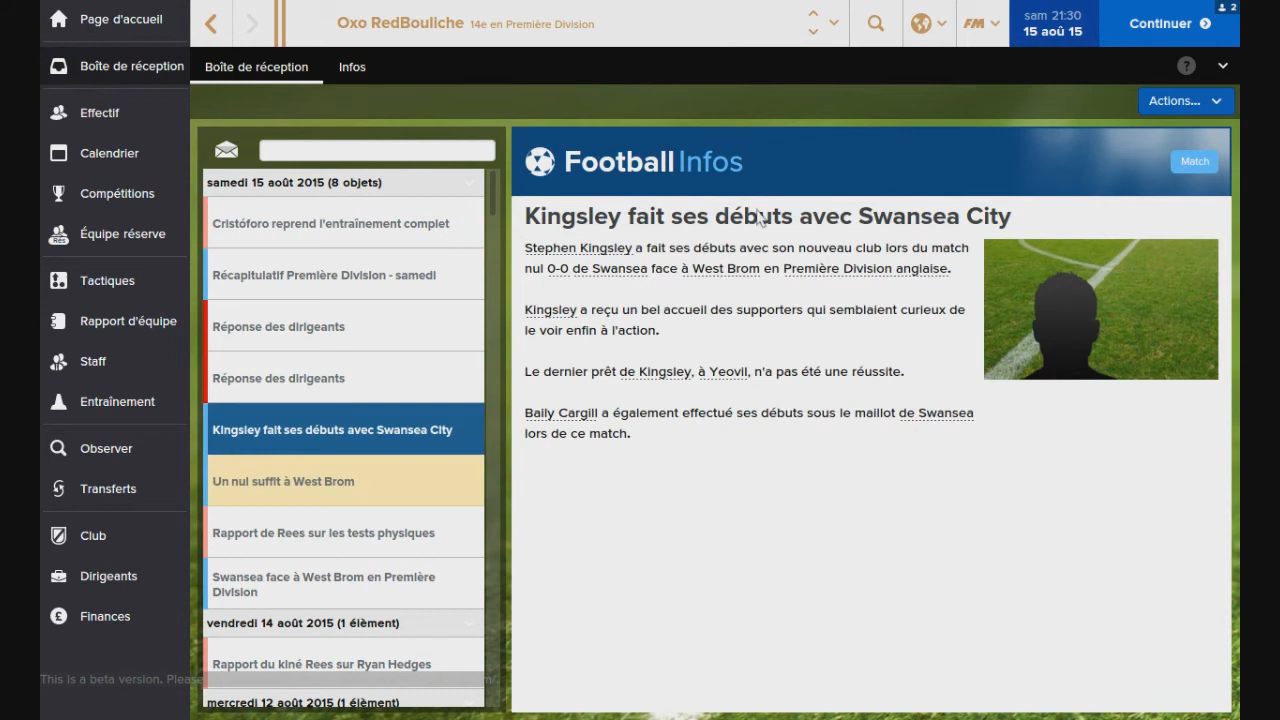 Page d'accueil
Oxo RedBouliche 14e en Première Division
FM
sam 21:30
15 aoû 15
Continuer
2
Boîte de réception
Boîte de réception
Infos
?
Actions...
Effectif
Calendrier
Compétitions
Rés
Équipe réserve
Tactiques
Rapport d'équipe
Staff
Entraînement
Observer
Transferts
Club
Dirigeants
£
Finances
samedi 15 août 2015 (8 objets)
Cristóforo reprend l'entraînement complet
Récapitulatif Première Division - samedi
Réponse des dirigeants
Réponse des dirigeants
Kingsley fait ses débuts avec Swansea City
Un nul suffit à West Brom
Rapport de Rees sur les tests physiques
Swansea face à West Brom en Première
Division
vendredi 14 août 2015 (1 élèment)
Rapport du kiné Rees sur Ryan Hedges
mercredi 12 août 2015 (1 élèment)
Football Infos
Match
Kingsley fait ses débuts avec Swansea City
Stephen Kingsley a fait ses débuts avec son nouveau club lors du match
nul 0-0 de Swansea face à West Brom en Première Division anglaise.
Kingsley a reçu un bel accueil des supporters qui semblaient curieux de
le voir enfin à l'action.
Le dernier prêt de Kingsley, à Yeovil, n'a pas été une réussite.
Baily Cargill a également effectué ses débuts sous le maillot de Swansea
lors de ce match.
This is a beta version. Please